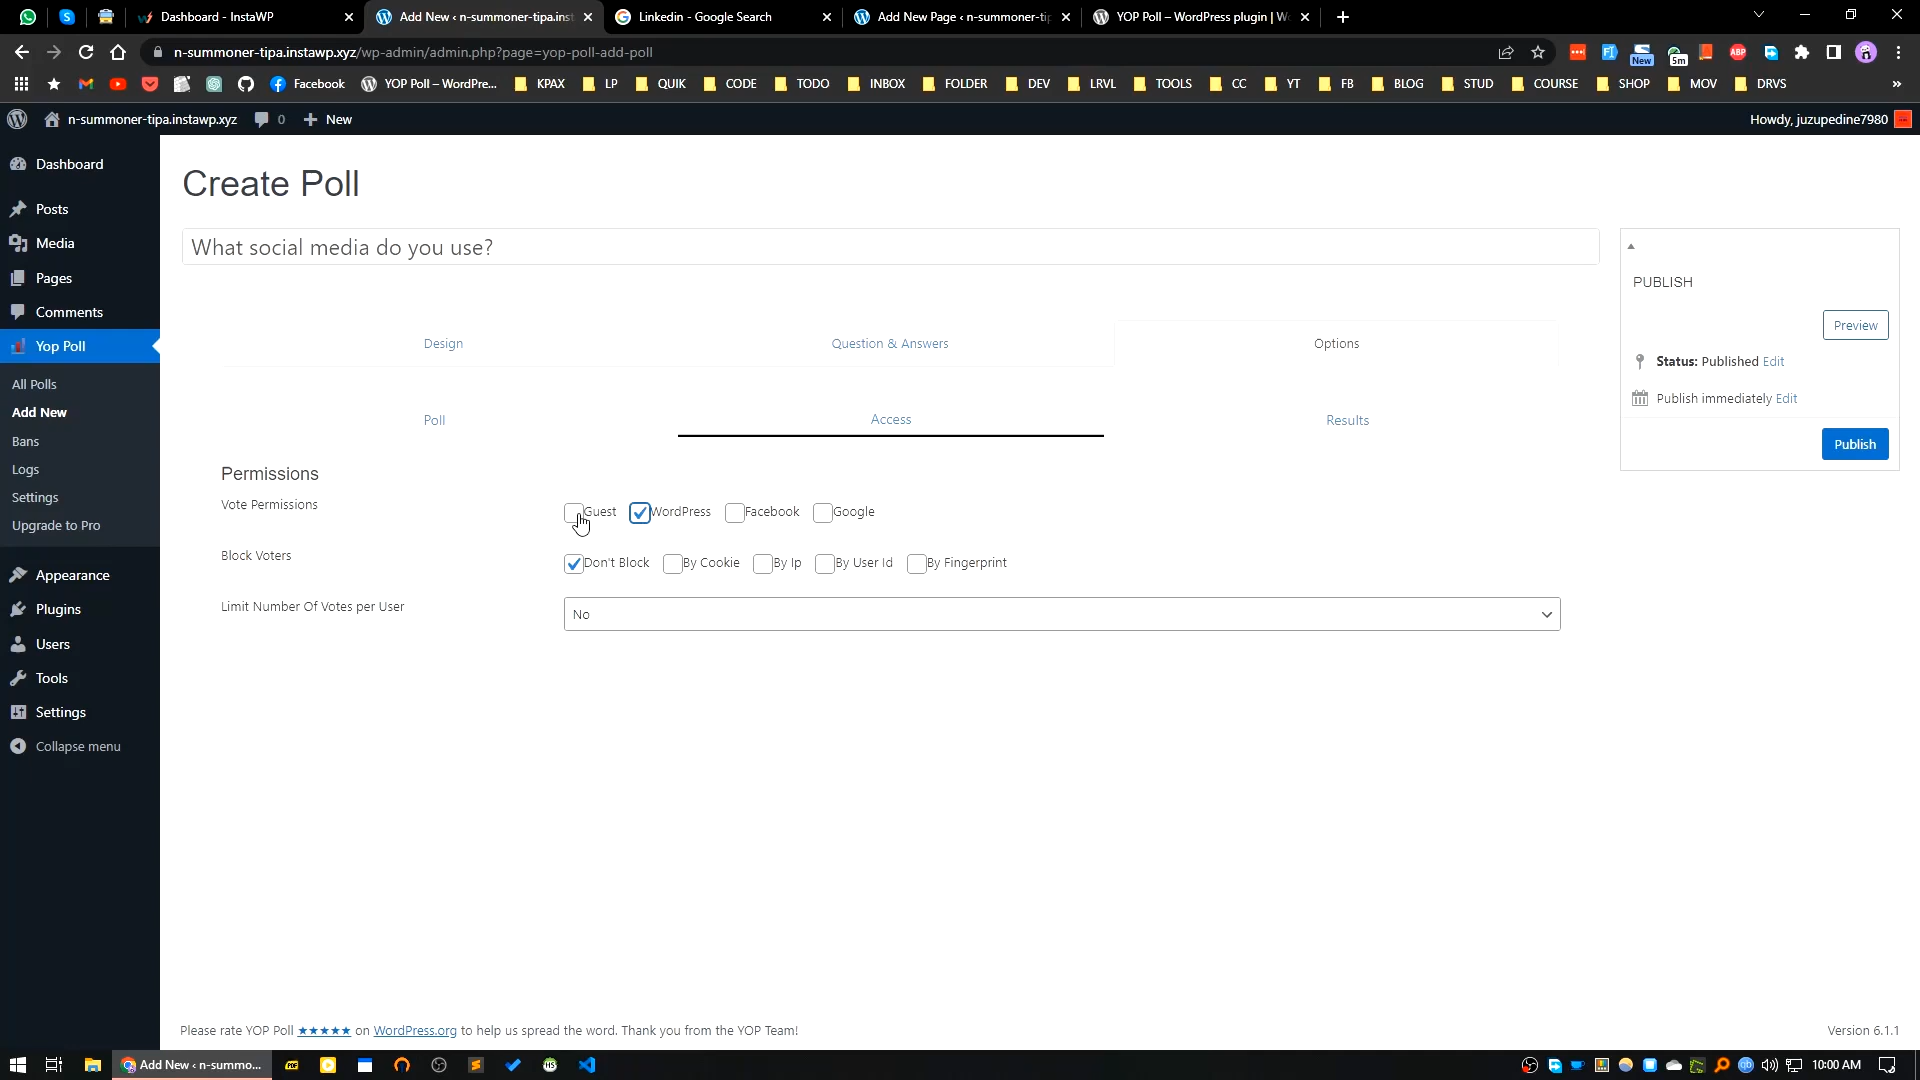 Dashboard - InstaWP
Add New ‹ n-summoner-tipa.inst
Linkedin - Google Search
Add New Page ‹ n-summoner-ti
YOP Poll – WordPress plugin | W
n-summoner-tipa.instawp.xyz/wp-admin/admin.php?page=yop-poll-add-poll
New
5m
ABP
Facebook
YOP Poll – WordPre...
KPAX
LP
QUIK
CODE
TODO
INBOX
FOLDER
DEV
LRVL
TOOLS
CC
YT
FB
BLOG
STUD
COURSE
SHOP
MOV
DRVS
»
n-summoner-tipa.instawp.xyz
0
New
Howdy, juzupedine7980
Dashboard
Posts
Media
Pages
Comments
Yop Poll
All Polls
Add New
Bans
Logs
Settings
Upgrade to Pro
Appearance
Plugins
Users
Tools
Settings
Collapse menu
Create Poll
What social media do you use?
Design
Question & Answers
Options
Poll
Access
Results
Permissions
Vote Permissions
Guest
WordPress
Facebook
Google
Block Voters
Don't Block
By Cookie
By Ip
By User Id
By Fingerprint
Limit Number Of Votes per User
No
PUBLISH
Preview
Status: Published Edit
Publish immediately Edit
Publish
Please rate YOP Poll ★★★★★ on WordPress.org to help us spread the word. Thank you from the YOP Team!
Version 6.1.1
Add New ‹ n-summo...
10:00 AM